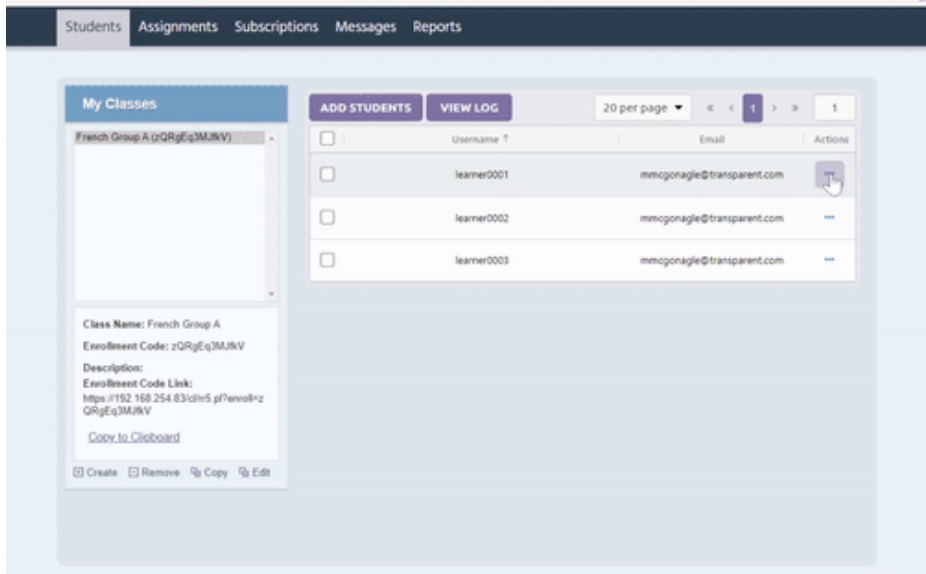 Students Assignments Subscriptions Messages Reports
My Classes
French Group A (zQRgEq3MJfkV)
Class Name: French Group A
Enrollment Code: zQRgEq3MJfkV
Description:
Enrollment Code Link:
https://192.168.254.83/cl/rr5.pl?enroll=z
QRgEq3MJfkV
Copy to Clipboard
Create Remove Copy Edit
ADD STUDENTS VIEW LOG 20 per page « < 1 > » 1
Username ↑ Email Actions
learner0001 mmcgonagle@transparent.com ...
learner0002 mmcgonagle@transparent.com ...
learner0003 mmcgonagle@transparent.com ...